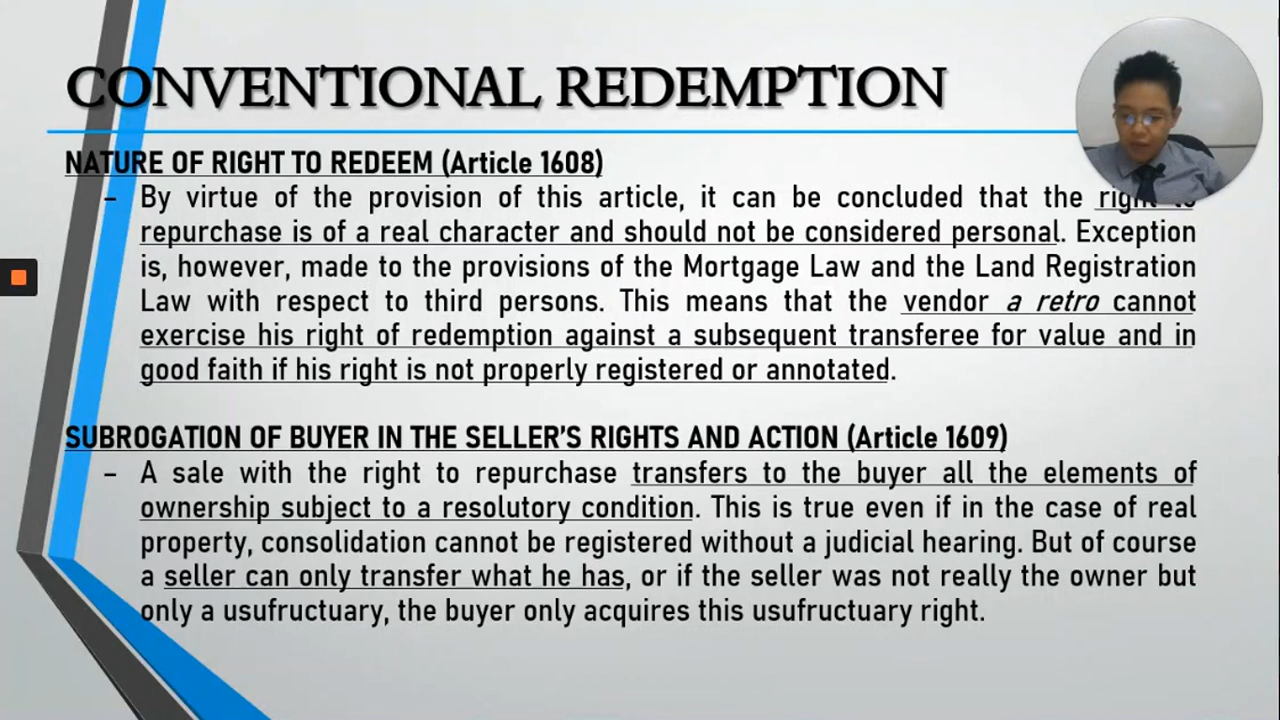 CONVENTIONAL REDEMPTION
NATURE OF RIGHT TO REDEEM (Article 1608)
– By virtue of the provision of this article, it can be concluded that the right to
repurchase is of a real character and should not be considered personal. Exception
is, however, made to the provisions of the Mortgage Law and the Land Registration
Law with respect to third persons. This means that the vendor a retro cannot
exercise his right of redemption against a subsequent transferee for value and in
good faith if his right is not properly registered or annotated.
SUBROGATION OF BUYER IN THE SELLER’S RIGHTS AND ACTION (Article 1609)
– A sale with the right to repurchase transfers to the buyer all the elements of
ownership subject to a resolutory condition. This is true even if in the case of real
property, consolidation cannot be registered without a judicial hearing. But of course
a seller can only transfer what he has, or if the seller was not really the owner but
only a usufructuary, the buyer only acquires this usufructuary right.